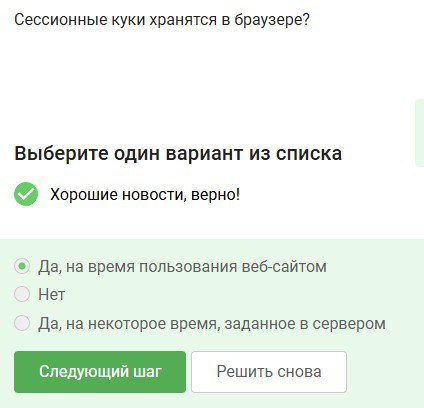 Сессионные куки хранятся в браузере?
Выберите один вариант из списка
Хорошие новости, верно!
Да, на время пользования веб-сайтом
Нет
Да, на некоторое время, заданное в сервером
Следующий шаг
Решить снова